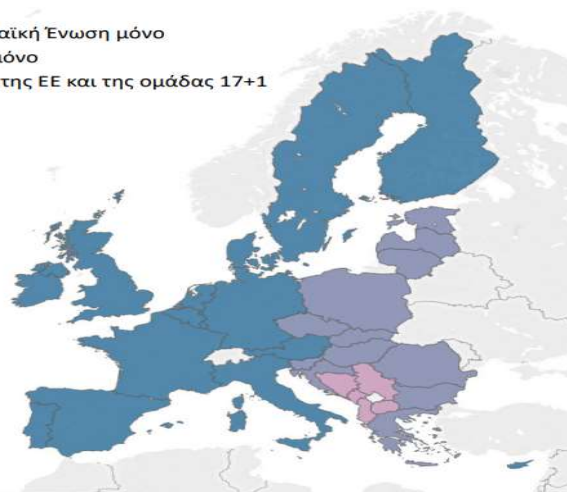 αϊκή Ένωση μόνο
μόνο
της ΕΕ και της ομάδας 17+1